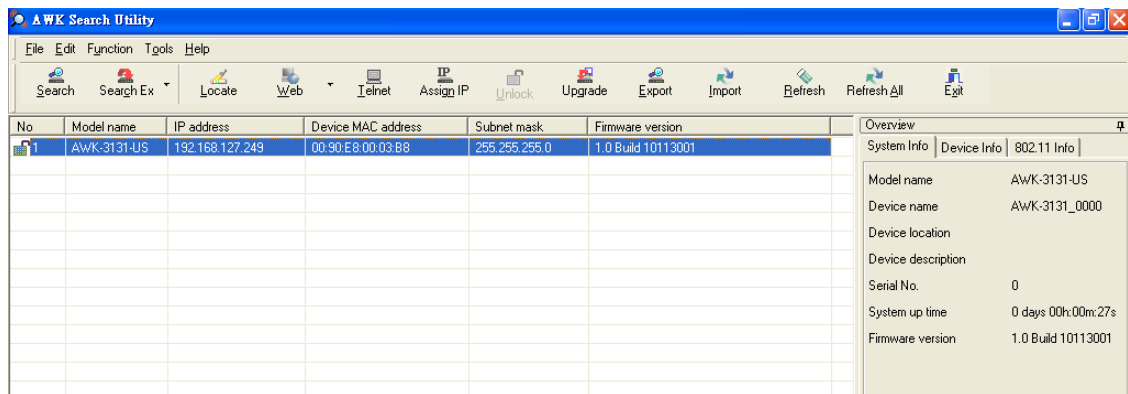 AWK Search Utility
File Edit Function Tools Help
Search Search Ex Locate Web Telnet IP Assign IP Unlock Upgrade Export Import Refresh Refresh All Exit
No Model name IP address Device MAC address Subnet mask Firmware version
1 AWK-3131-US 192.168.127.249 00:90:E8:00:03:B8 255.255.255.0 1.0 Build 10113001
Overview
System Info Device Info 802.11 Info
Model name AWK-3131-US
Device name AWK-3131_0000
Device location
Device description
Serial No. 0
System up time 0 days 00h:00m:27s
Firmware version 1.0 Build 10113001